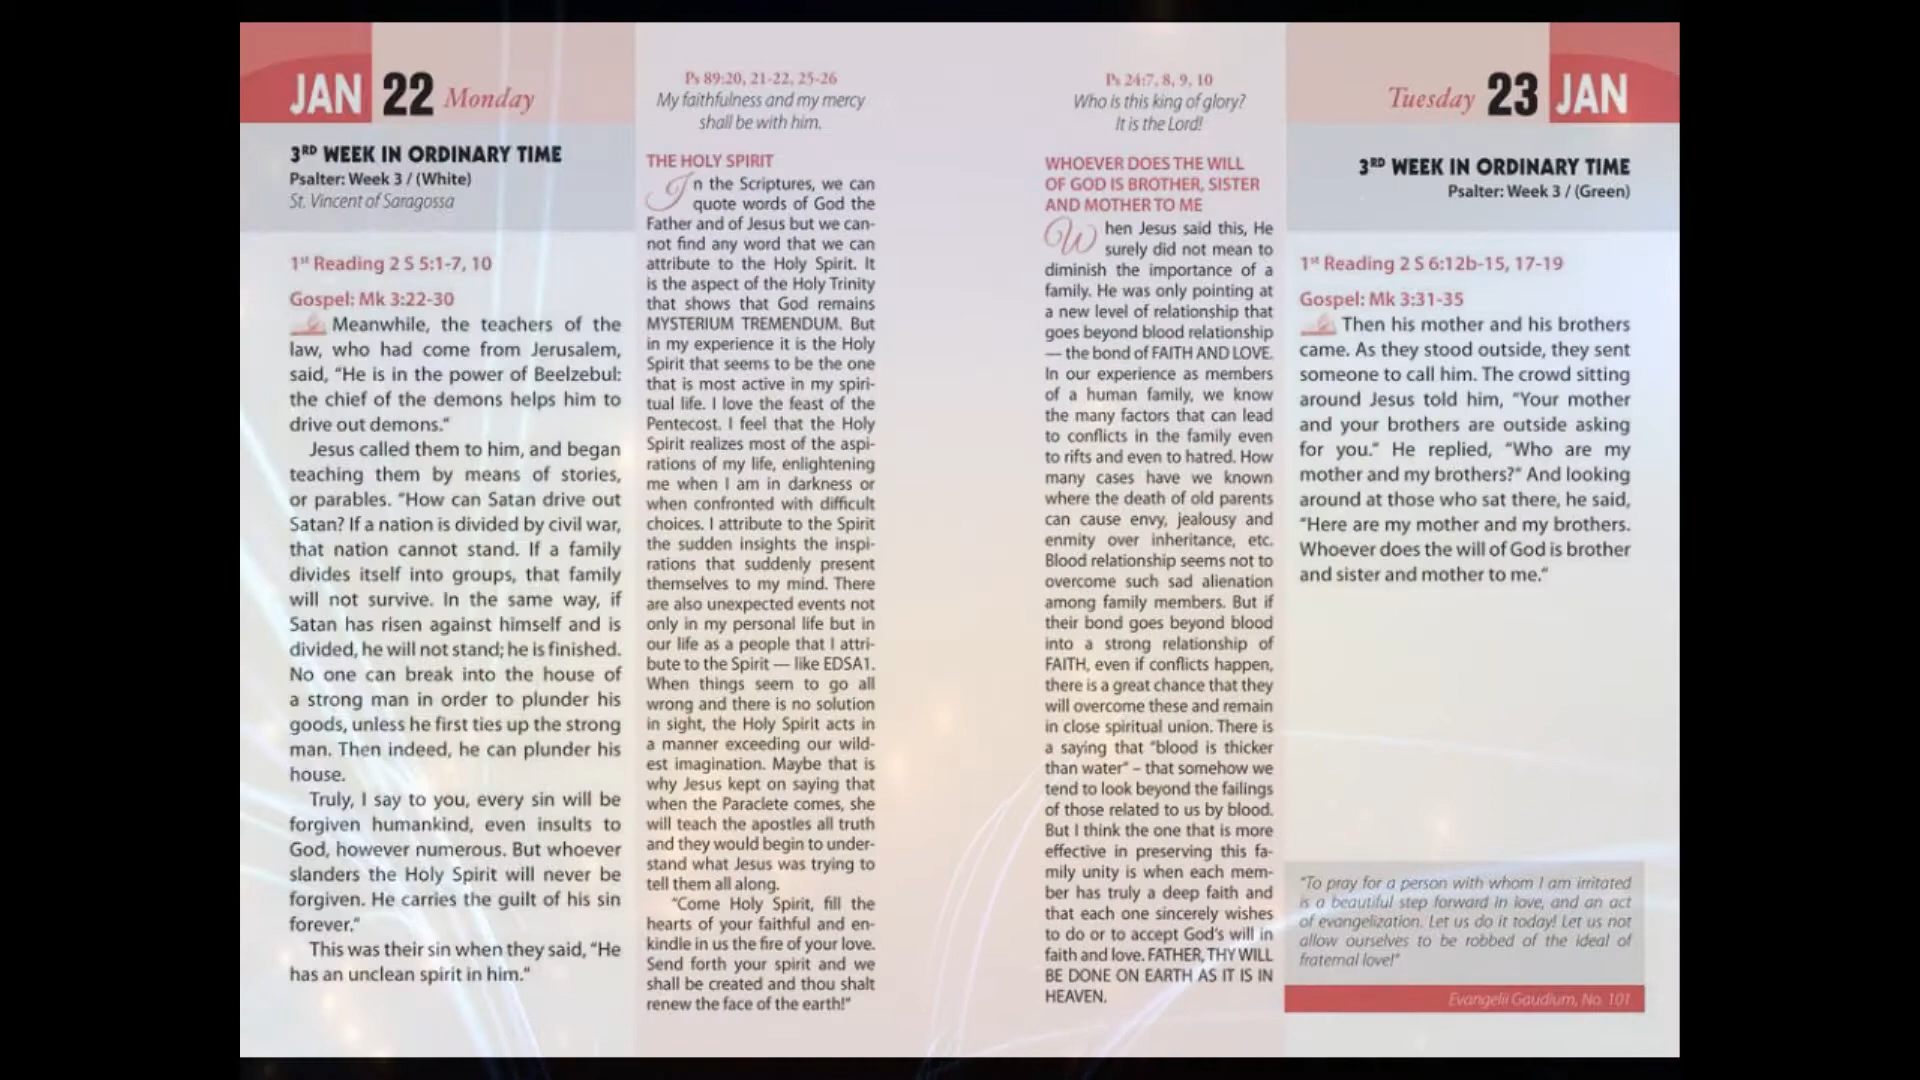 JAN 22 Monday
3RD WEEK IN ORDINARY TIME
Psalter: Week 3 / (White)
St. Vincent of Saragossa
1st Reading 2 S 5:1-7, 10
Gospel: Mk 3:22-30
Meanwhile, the teachers of the
law, who had come from Jerusalem,
said, “He is in the power of Beelzebul:
the chief of the demons helps him to
drive out demons.“
Jesus called them to him, and began
teaching them by means of stories,
or parables. “How can Satan drive out
Satan? If a nation is divided by civil war,
that nation cannot stand. If a family
divides itself into groups, that family
will not survive. In the same way, if
Satan has risen against himself and is
divided, he will not stand; he is finished.
No one can break into the house of
a strong man in order to plunder his
goods, unless he first ties up the strong
man. Then indeed, he can plunder his
house.
Truly, I say to you, every sin will be
forgiven humankind, even insults to
God, however numerous. But whoever
slanders the Holy Spirit will never be
forgiven. He carries the guilt of his sin
forever.“
This was their sin when they said, “He
has an unclean spirit in him.“
Ps 89:20, 21-22, 25-26
My faithfulness and my mercy
shall be with him.
THE HOLY SPIRIT
In the Scriptures, we can
quote words of God the
Father and of Jesus but we can-
not find any word that we can
attribute to the Holy Spirit. It
is the aspect of the Holy Trinity
that shows that God remains
MYSTERIUM TREMENDUM. But
in my experience it is the Holy
Spirit that seems to be the one
that is most active in my spiri-
tual life. I love the feast of the
Pentecost. I feel that the Holy
Spirit realizes most of the aspi-
rations of my life, enlightening
me when I am in darkness or
when confronted with difficult
choices. I attribute to the Spirit
the sudden insights the inspi-
rations that suddenly present
themselves to my mind. There
are also unexpected events not
only in my personal life but in
our life as a people that I attri-
bute to the Spirit — like EDSA1.
When things seem to go all
wrong and there is no solution
in sight, the Holy Spirit acts in
a manner exceeding our wild-
est imagination. Maybe that is
why Jesus kept on saying that
when the Paraclete comes, she
will teach the apostles all truth
and they would begin to under-
stand what Jesus was trying to
tell them all along.
“Come Holy Spirit, fill the
hearts of your faithful and en-
kindle in us the fire of your love.
Send forth your spirit and we
shall be created and thou shalt
renew the face of the earth!“
Ps 24:7, 8, 9, 10
Who is this king of glory?
It is the Lord!
WHOEVER DOES THE WILL
OF GOD IS BROTHER, SISTER
AND MOTHER TO ME
When Jesus said this, He
surely did not mean to
diminish the importance of a
family. He was only pointing at
a new level of relationship that
goes beyond blood relationship
— the bond of FAITH AND LOVE.
In our experience as members
of a human family, we know
the many factors that can lead
to conflicts in the family even
to rifts and even to hatred. How
many cases have we known
where the death of old parents
can cause envy, jealousy and
enmity over inheritance, etc.
Blood relationship seems not to
overcome such sad alienation
among family members. But if
their bond goes beyond blood
into a strong relationship of
FAITH, even if conflicts happen,
there is a great chance that they
will overcome these and remain
in close spiritual union. There is
a saying that “blood is thicker
than water“ – that somehow we
tend to look beyond the failings
of those related to us by blood.
But I think the one that is more
effective in preserving this fa-
mily unity is when each mem-
ber has truly a deep faith and
that each one sincerely wishes
to do or to accept God’s will in
faith and love. FATHER, THY WILL
BE DONE ON EARTH AS IT IS IN
HEAVEN.
Tuesday 23 JAN
3RD WEEK IN ORDINARY TIME
Psalter: Week 3 / (Green)
1st Reading 2 S 6:12b-15, 17-19
Gospel: Mk 3:31-35
Then his mother and his brothers
came. As they stood outside, they sent
someone to call him. The crowd sitting
around Jesus told him, “Your mother
and your brothers are outside asking
for you.“ He replied, “Who are my
mother and my brothers?“ And looking
around at those who sat there, he said,
“Here are my mother and my brothers.
Whoever does the will of God is brother
and sister and mother to me.“
“To pray for a person with whom I am irritated
is a beautiful step forward in love, and an act
of evangelization. Let us do it today! Let us not
allow ourselves to be robbed of the ideal of
fraternal love!“
Evangelii Gaudium, No. 101